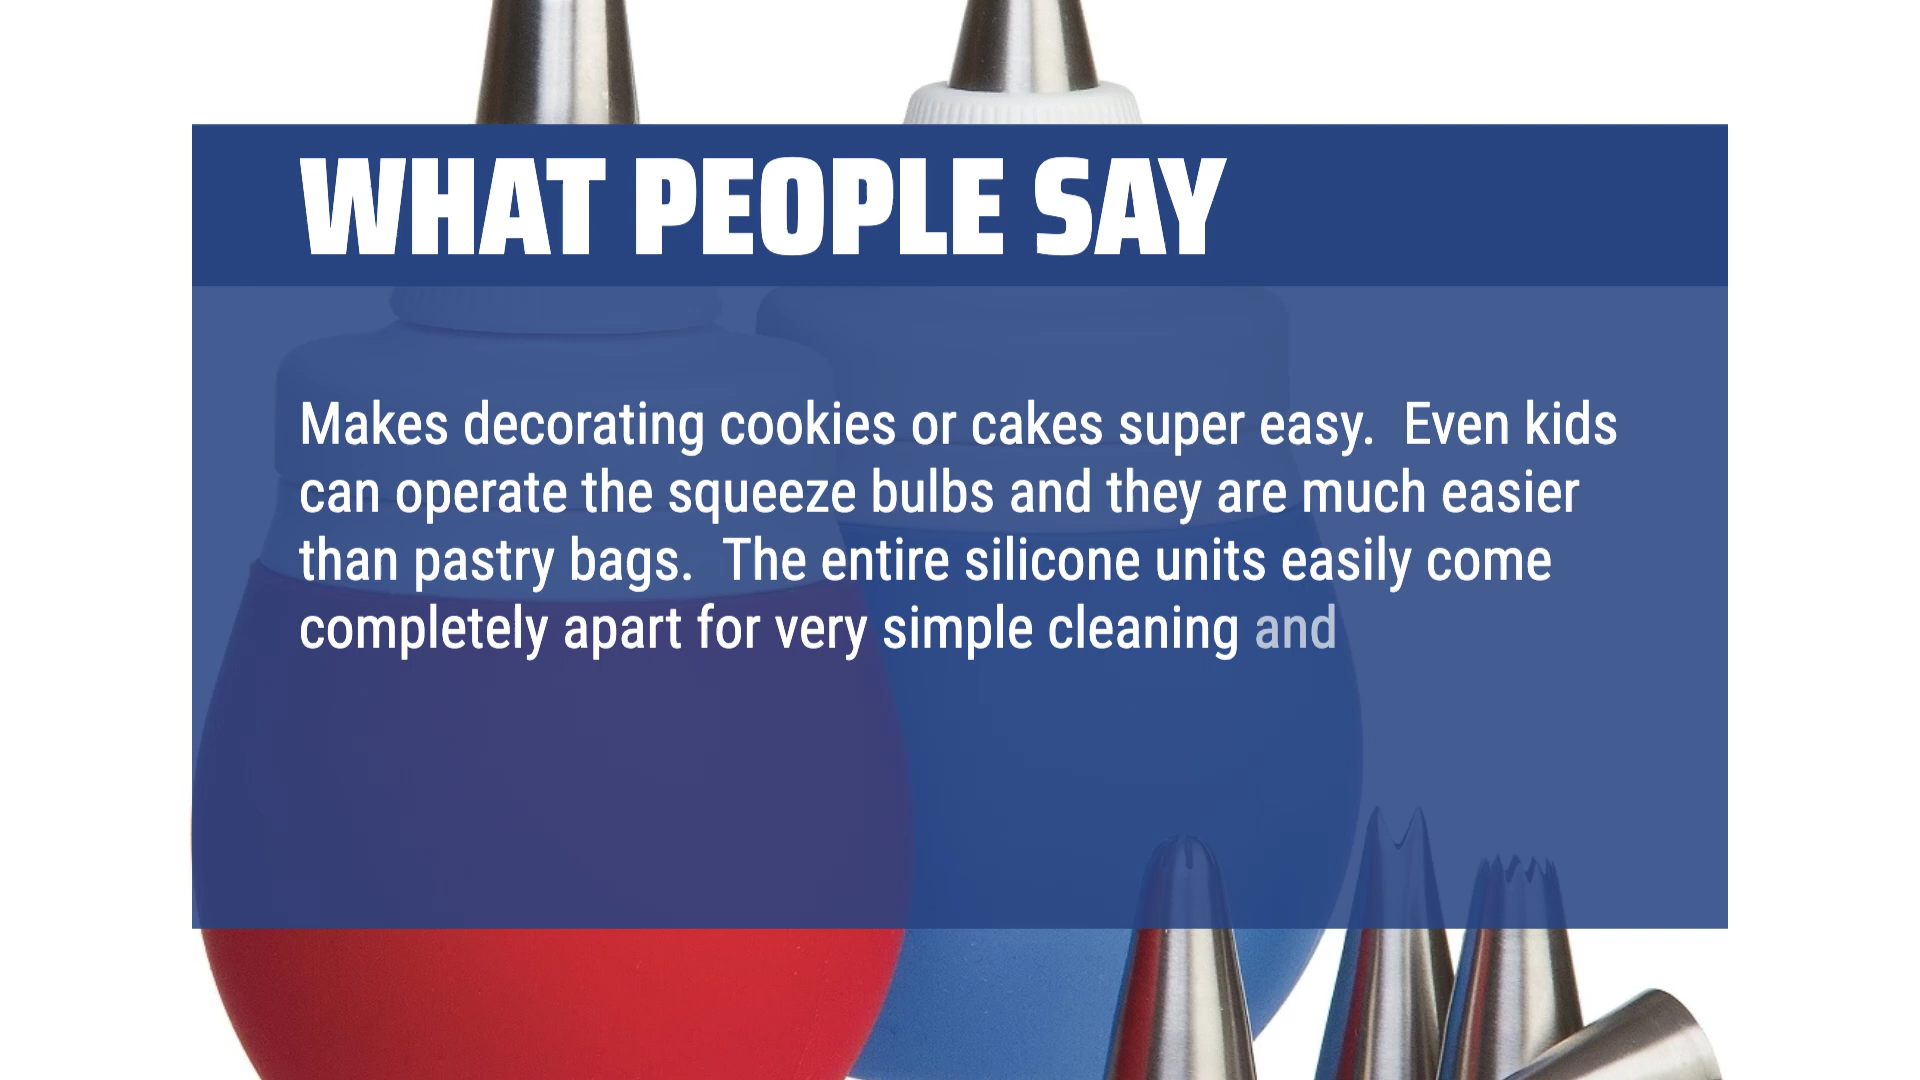 WHAT PEOPLE SAY
Makes decorating cookies or cakes super easy.  Even kids
can operate the squeeze bulbs and they are much easier
than pastry bags.  The entire silicone units easily come
completely apart for very simple cleaning and